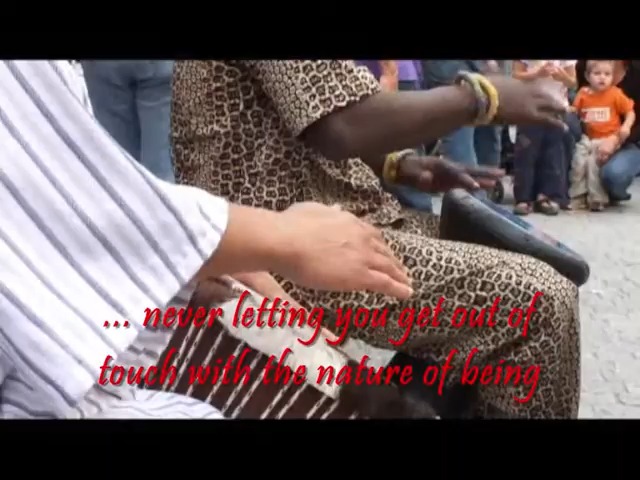 ... never letting you get out of
touch with the nature of being